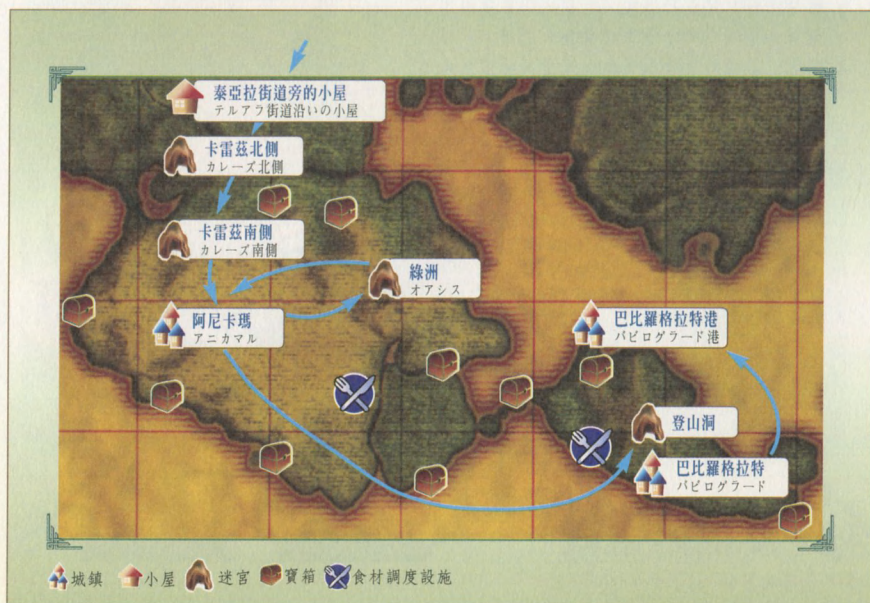 泰亞拉街道旁的小屋
テルアラ街道沿いの小屋
卡雷茲北側
カレーズ北側
卡雷茲南側
カレーズ南側
綠洲
オアシス
阿尼卡瑪
アニカマル
巴比羅格拉特港
バビログラード港
登山洞
巴比羅格拉特
バビログラード
城鎮 小屋 迷宮 寶箱 食材調度設施